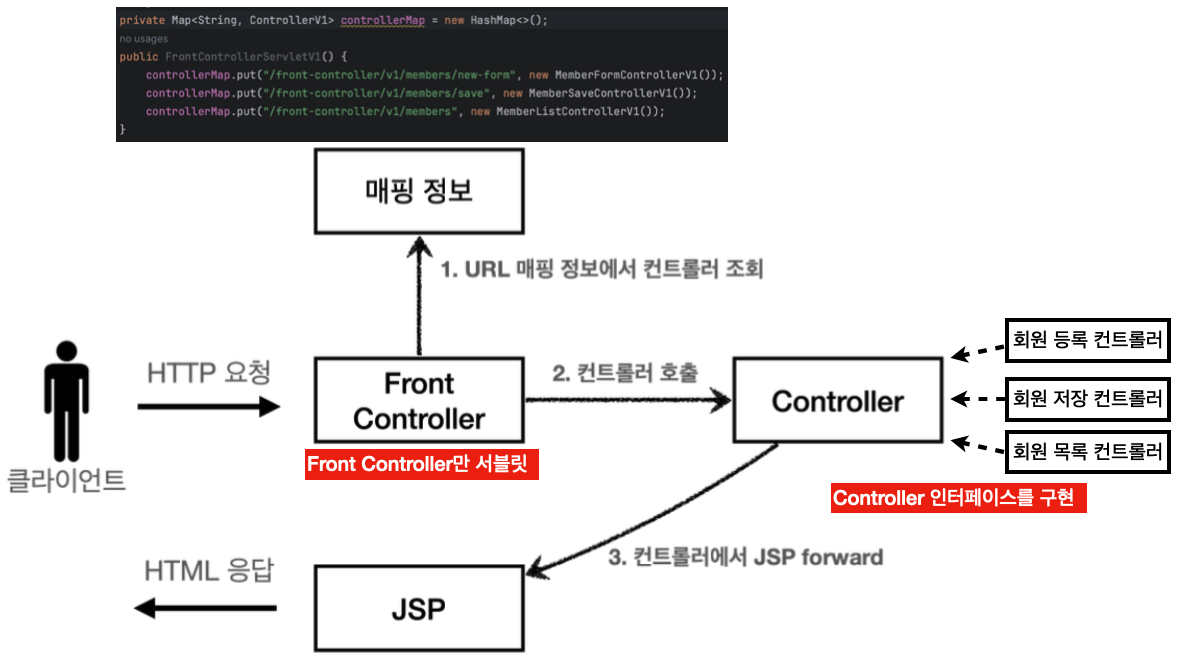 private Map<String, ControllerV1> controllerMap = new HashMap<>();
no usages
public FrontControllerServletV1() {
controllerMap.put("/front-controller/v1/members/new-form", new MemberFormControllerV1());
controllerMap.put("/front-controller/v1/members/save", new MemberSaveControllerV1());
controllerMap.put("/front-controller/v1/members", new MemberListControllerV1());
}
매핑 정보
1. URL 매핑 정보에서 컨트롤러 조회
클라이언트
HTTP 요청
Front
Controller
Front Controller만 서블릿
2. 컨트롤러 호출
Controller
회원 등록 컨트롤러
회원 저장 컨트롤러
회원 목록 컨트롤러
Controller 인터페이스를 구현
3. 컨트롤러에서 JSP forward
JSP
HTML 응답